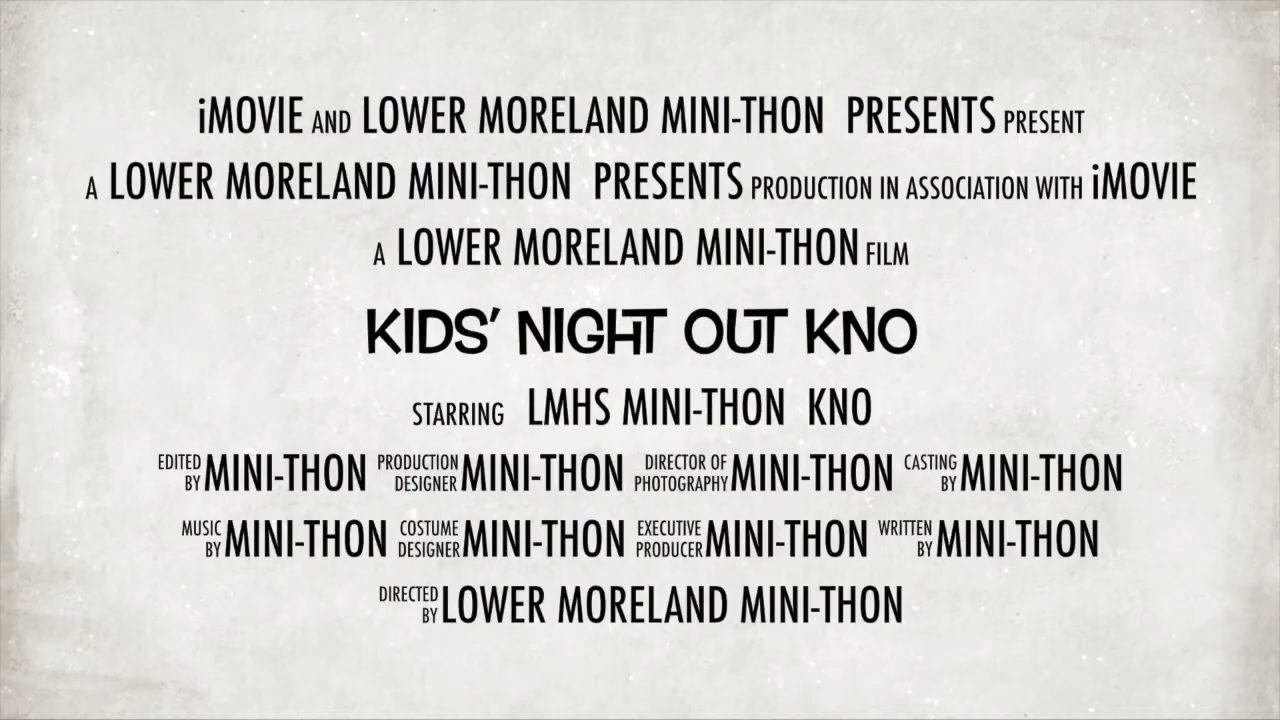 iMOVIE AND LOWER MORELAND MINI-THON PRESENTS PRESENT
A LOWER MORELAND MINI-THON PRESENTS PRODUCTION IN ASSOCIATION WITH iMOVIE
A LOWER MORELAND MINI-THON FILM
KIDS' NIGHT OUT KNO
STARRING LMHS MINI-THON KNO
EDITED BY MINI-THON PRODUCTION DESIGNER MINI-THON DIRECTOR OF PHOTOGRAPHY MINI-THON CASTING BY MINI-THON
MUSIC BY MINI-THON COSTUME DESIGNER MINI-THON EXECUTIVE PRODUCER MINI-THON WRITTEN BY MINI-THON
DIRECTED BY LOWER MORELAND MINI-THON